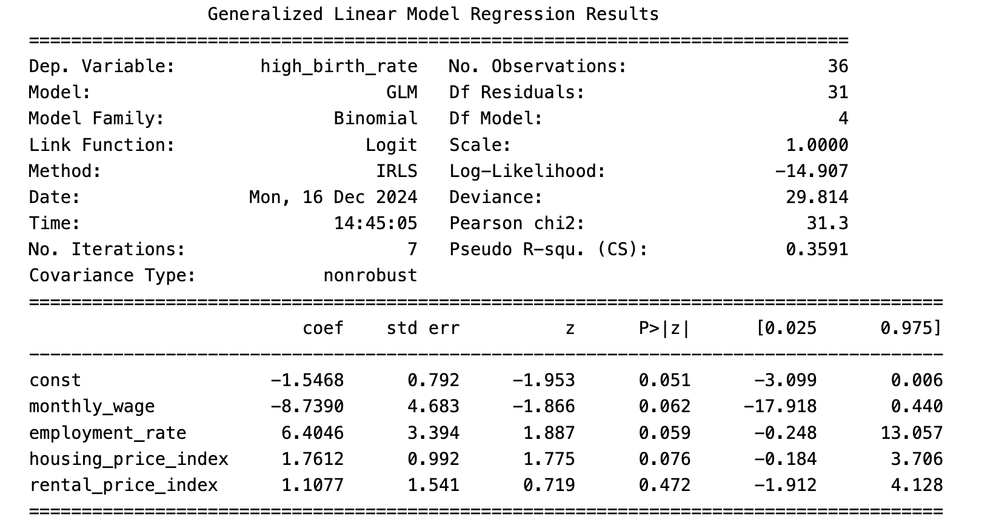 Generalized Linear Model Regression Results
==============================================================================
Dep. Variable: high_birth_rate No. Observations: 36
Model: GLM Df Residuals: 31
Model Family: Binomial Df Model: 4
Link Function: Logit Scale: 1.0000
Method: IRLS Log-Likelihood: -14.907
Date: Mon, 16 Dec 2024 Deviance: 29.814
Time: 14:45:05 Pearson chi2: 31.3
No. Iterations: 7 Pseudo R-squ. (CS): 0.3591
Covariance Type: nonrobust
=======================================================================================
coef std err z P>|z| [0.025 0.975]
---------------------------------------------------------------------------------------
const -1.5468 0.792 -1.953 0.051 -3.099 0.006
monthly_wage -8.7390 4.683 -1.866 0.062 -17.918 0.440
employment_rate 6.4046 3.394 1.887 0.059 -0.248 13.057
housing_price_index 1.7612 0.992 1.775 0.076 -0.184 3.706
rental_price_index 1.1077 1.541 0.719 0.472 -1.912 4.128
=======================================================================================